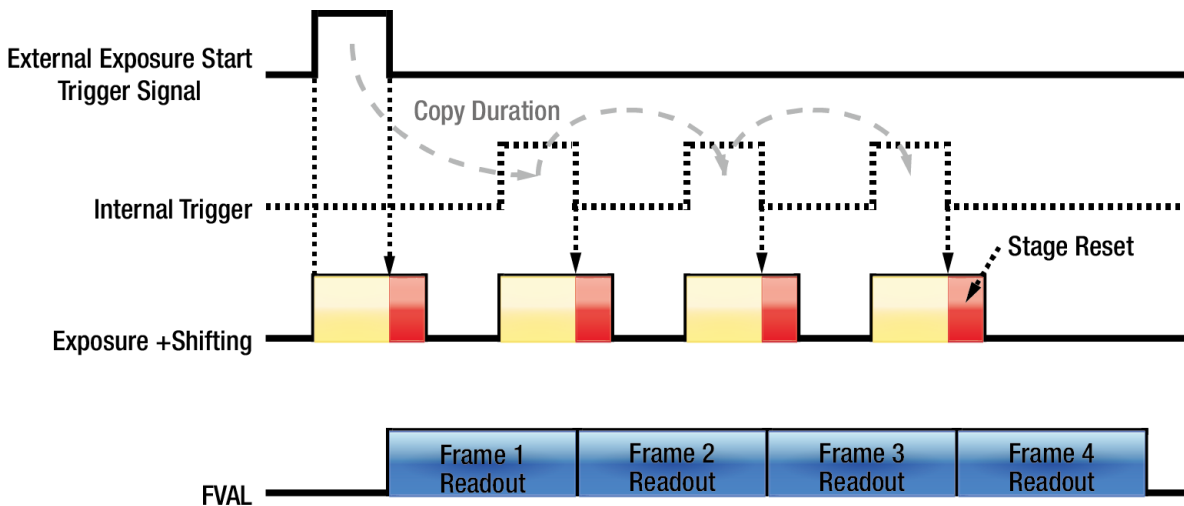 External Exposure Start
Trigger Signal
Copy Duration
Internal Trigger
Stage Reset
Exposure +Shifting
Frame 1
Readout
Frame 2
Readout
Frame 3
Readout
Frame 4
Readout
FVAL